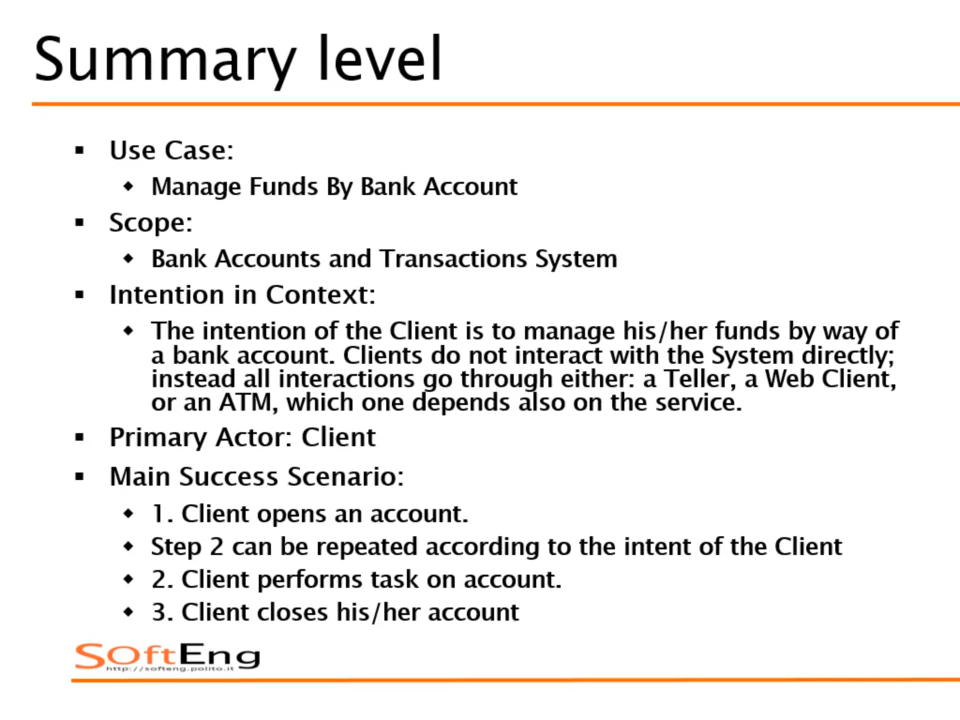 Summary level
Use Case:
Manage Funds By Bank Account
Scope:
Bank Accounts and Transactions System
Intention in Context:
The intention of the Client is to manage his/her funds by way of
a bank account. Clients do not interact with the System directly;
instead all interactions go through either: a Teller, a Web Client,
or an ATM, which one depends also on the service.
Primary Actor: Client
Main Success Scenario:
1. Client opens an account.
Step 2 can be repeated according to the intent of the Client
2. Client performs task on account.
3. Client closes his/her account
SoftEng
http://softeng.polito.it